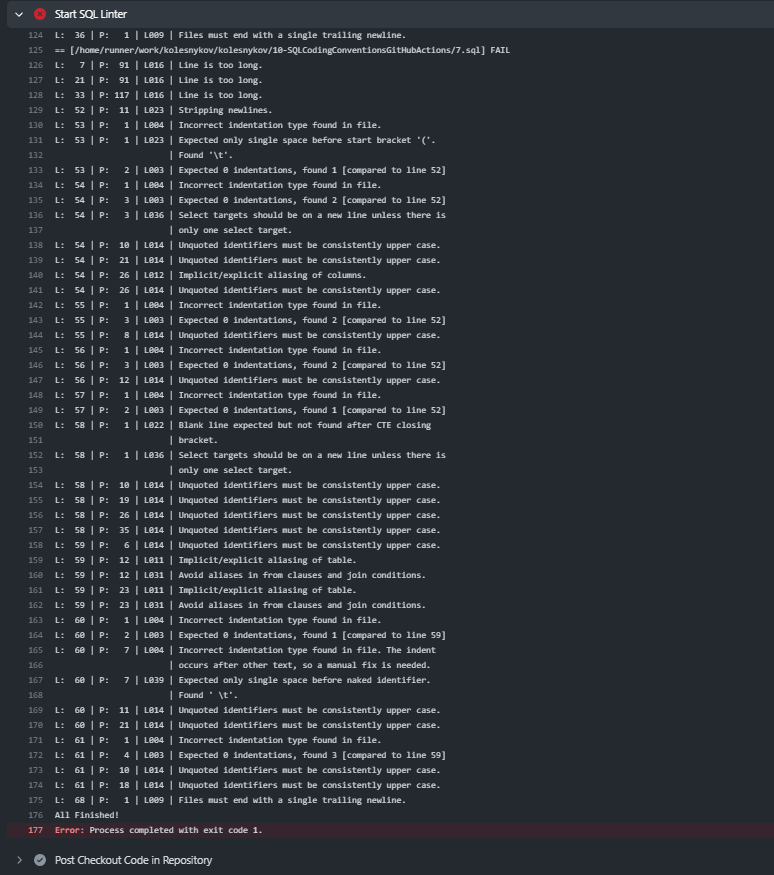 Start SQL Linter
124 L:  36 | P:   1 | L009 | Files must end with a single trailing newline.
125 == [/home/runner/work/kolesnykov/kolesnykov/10-SQLCodingConventionsGitHubActions/7.sql] FAIL
126 L:   7 | P:  91 | L016 | Line is too long.
127 L:  21 | P:  91 | L016 | Line is too long.
128 L:  33 | P: 117 | L016 | Line is too long.
129 L:  52 | P:  11 | L023 | Stripping newlines.
130 L:  53 | P:   1 | L004 | Incorrect indentation type found in file.
131 L:  53 | P:   1 | L023 | Expected only single space before start bracket '('.
132                        | Found '\t'.
133 L:  53 | P:   2 | L003 | Expected 0 indentations, found 1 [compared to line 52]
134 L:  54 | P:   1 | L004 | Incorrect indentation type found in file.
135 L:  54 | P:   3 | L003 | Expected 0 indentations, found 2 [compared to line 52]
136 L:  54 | P:   3 | L036 | Select targets should be on a new line unless there is
137                        | only one select target.
138 L:  54 | P:  10 | L014 | Unquoted identifiers must be consistently upper case.
139 L:  54 | P:  21 | L014 | Unquoted identifiers must be consistently upper case.
140 L:  54 | P:  26 | L012 | Implicit/explicit aliasing of columns.
141 L:  54 | P:  26 | L014 | Unquoted identifiers must be consistently upper case.
142 L:  55 | P:   1 | L004 | Incorrect indentation type found in file.
143 L:  55 | P:   3 | L003 | Expected 0 indentations, found 2 [compared to line 52]
144 L:  55 | P:   8 | L014 | Unquoted identifiers must be consistently upper case.
145 L:  56 | P:   1 | L004 | Incorrect indentation type found in file.
146 L:  56 | P:   3 | L003 | Expected 0 indentations, found 2 [compared to line 52]
147 L:  56 | P:  12 | L014 | Unquoted identifiers must be consistently upper case.
148 L:  57 | P:   1 | L004 | Incorrect indentation type found in file.
149 L:  57 | P:   2 | L003 | Expected 0 indentations, found 1 [compared to line 52]
150 L:  58 | P:   1 | L022 | Blank line expected but not found after CTE closing
151                        | bracket.
152 L:  58 | P:   1 | L036 | Select targets should be on a new line unless there is
153                        | only one select target.
154 L:  58 | P:  10 | L014 | Unquoted identifiers must be consistently upper case.
155 L:  58 | P:  19 | L014 | Unquoted identifiers must be consistently upper case.
156 L:  58 | P:  26 | L014 | Unquoted identifiers must be consistently upper case.
157 L:  58 | P:  35 | L014 | Unquoted identifiers must be consistently upper case.
158 L:  59 | P:   6 | L014 | Unquoted identifiers must be consistently upper case.
159 L:  59 | P:  12 | L011 | Implicit/explicit aliasing of table.
160 L:  59 | P:  12 | L031 | Avoid aliases in from clauses and join conditions.
161 L:  59 | P:  23 | L011 | Implicit/explicit aliasing of table.
162 L:  59 | P:  23 | L031 | Avoid aliases in from clauses and join conditions.
163 L:  60 | P:   1 | L004 | Incorrect indentation type found in file.
164 L:  60 | P:   2 | L003 | Expected 0 indentations, found 1 [compared to line 59]
165 L:  60 | P:   7 | L004 | Incorrect indentation type found in file. The indent
166                        | occurs after other text, so a manual fix is needed.
167 L:  60 | P:   7 | L039 | Expected only single space before naked identifier.
168                        | Found ' \t'.
169 L:  60 | P:  11 | L014 | Unquoted identifiers must be consistently upper case.
170 L:  60 | P:  21 | L014 | Unquoted identifiers must be consistently upper case.
171 L:  61 | P:   1 | L004 | Incorrect indentation type found in file.
172 L:  61 | P:   4 | L003 | Expected 0 indentations, found 3 [compared to line 59]
173 L:  61 | P:  10 | L014 | Unquoted identifiers must be consistently upper case.
174 L:  61 | P:  18 | L014 | Unquoted identifiers must be consistently upper case.
175 L:  68 | P:   1 | L009 | Files must end with a single trailing newline.
176 All Finished!
177 Error: Process completed with exit code 1.
Post Checkout Code in Repository